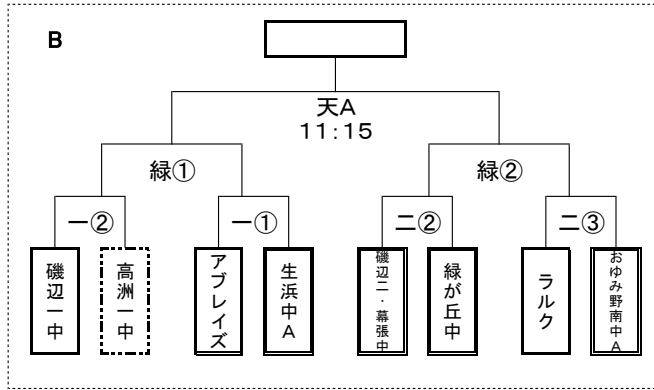 B
天A
11:15
緑①
緑②
一②
一①
二②
二③
磯辺一中
高洲一中
アブレイズ
生浜中A
磯辺二・幕張中
緑が丘中
ラルク
おゆみ野南中A